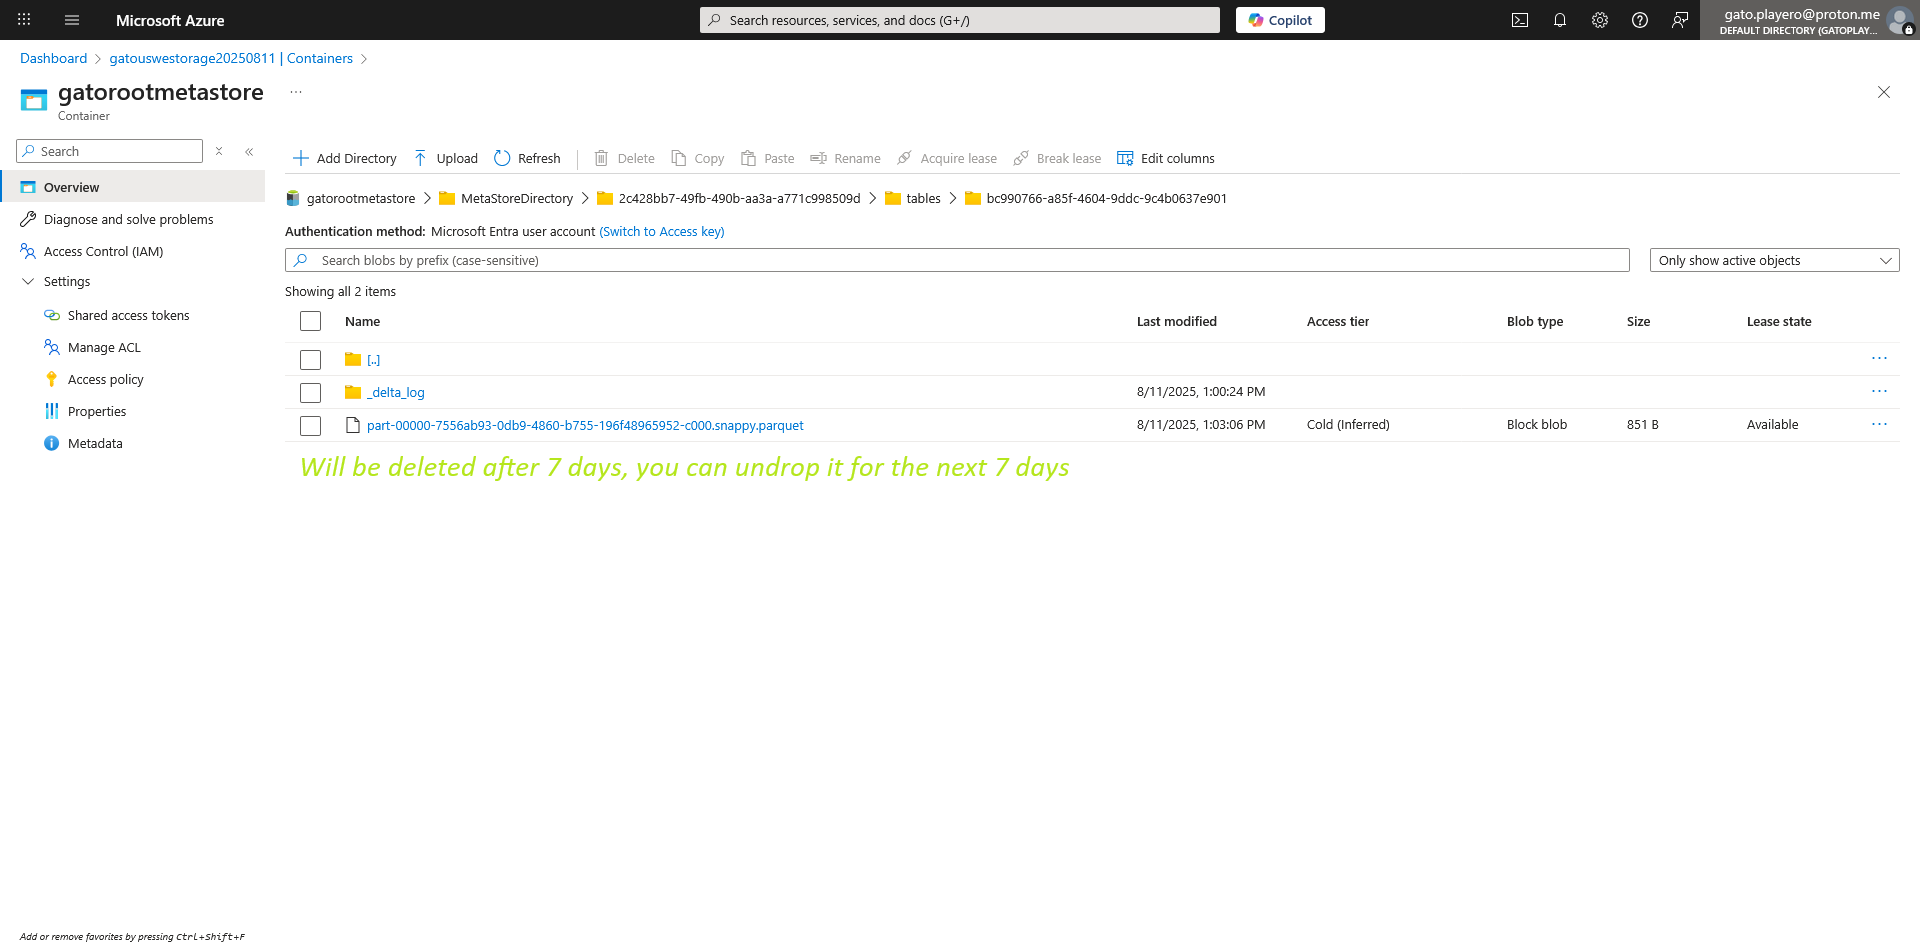 Microsoft Azure
Search resources, services, and docs (G+/)
Copilot
gato.playero@proton.me
DEFAULT DIRECTORY (GATOPLAY...
Dashboard > gatouswestorage20250811 | Containers >
gatorootmetastore ...
Container
Search
Overview
Diagnose and solve problems
Access Control (IAM)
Settings
Shared access tokens
Manage ACL
Access policy
Properties
Metadata
Add Directory Upload Refresh Delete Copy Paste Rename Acquire lease Break lease Edit columns
gatorootmetastore > MetaStoreDirectory > 2c428bb7-49fb-490b-aa3a-a771c998509d > tables > bc990766-a85f-4604-9ddc-9c4b0637e901
Authentication method: Microsoft Entra user account (Switch to Access key)
Search blobs by prefix (case-sensitive)
Only show active objects
Showing all 2 items
Name Last modified Access tier Blob type Size Lease state
[..]
_delta_log 8/11/2025, 1:00:24 PM
part-00000-7556ab93-0db9-4860-b755-196f48965952-c000.snappy.parquet 8/11/2025, 1:03:06 PM Cold (Inferred) Block blob 851 B Available
Will be deleted after 7 days, you can undrop it for the next 7 days
Add or remove favorites by pressing Ctrl+Shift+F